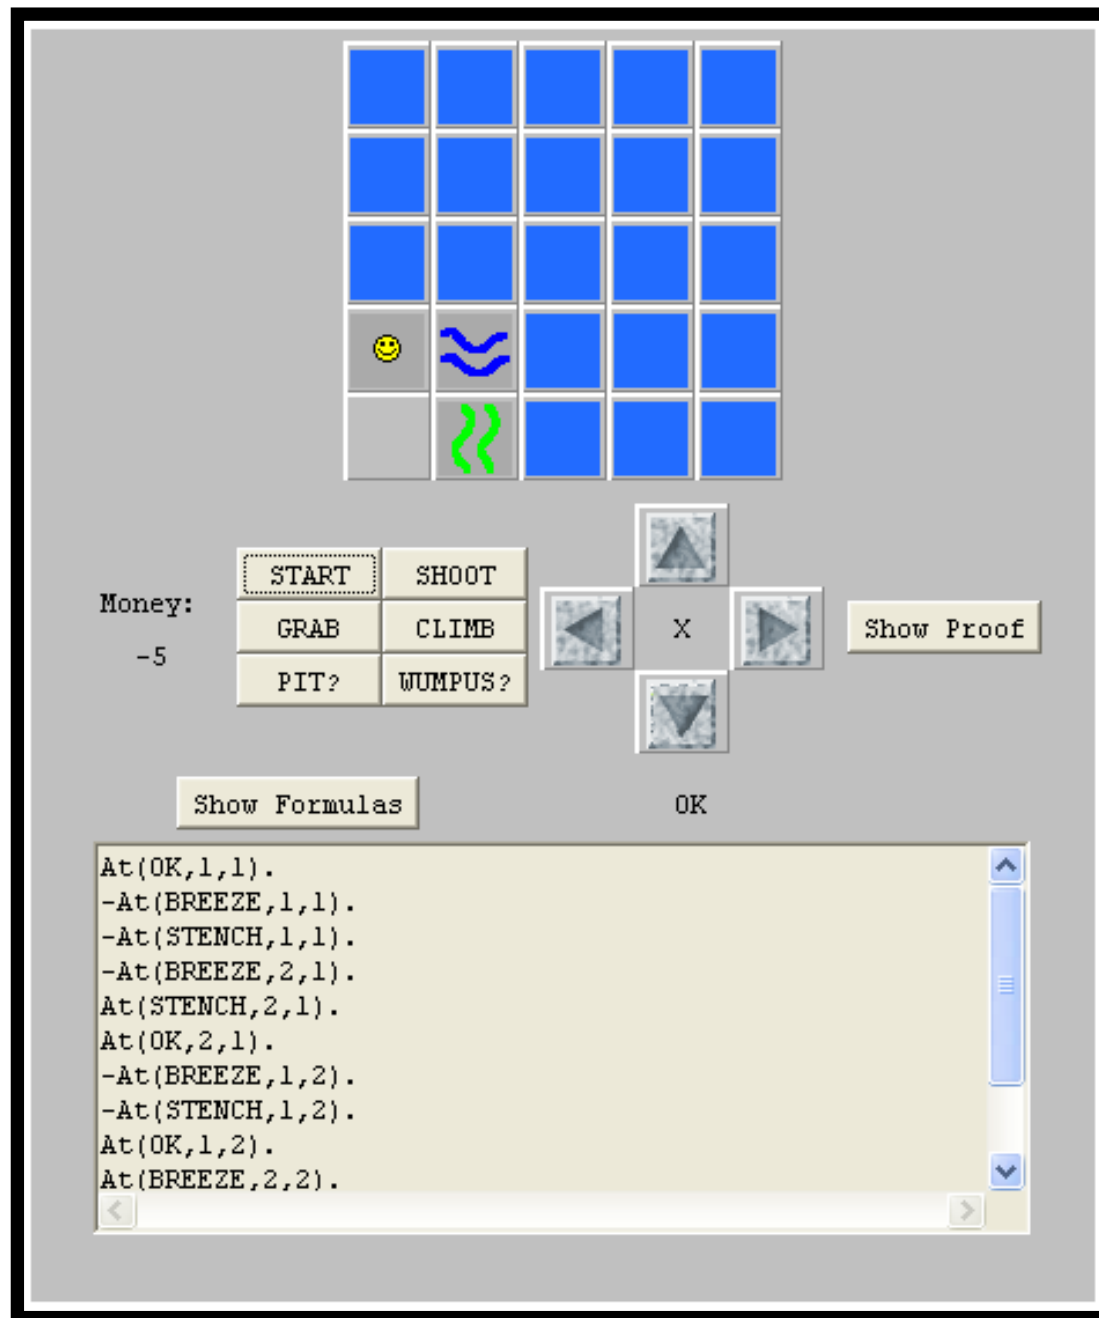 Money:
-5
START
SHOOT
GRAB
CLIMB
PIT?
WUMPUS?
X
Show Proof
Show Formulas
OK
At(OK,1,1).
-At(BREEZE,1,1).
-At(STENCH,1,1).
-At(BREEZE,2,1).
At(STENCH,2,1).
At(OK,2,1).
-At(BREEZE,1,2).
-At(STENCH,1,2).
At(OK,1,2).
At(BREEZE,2,2).